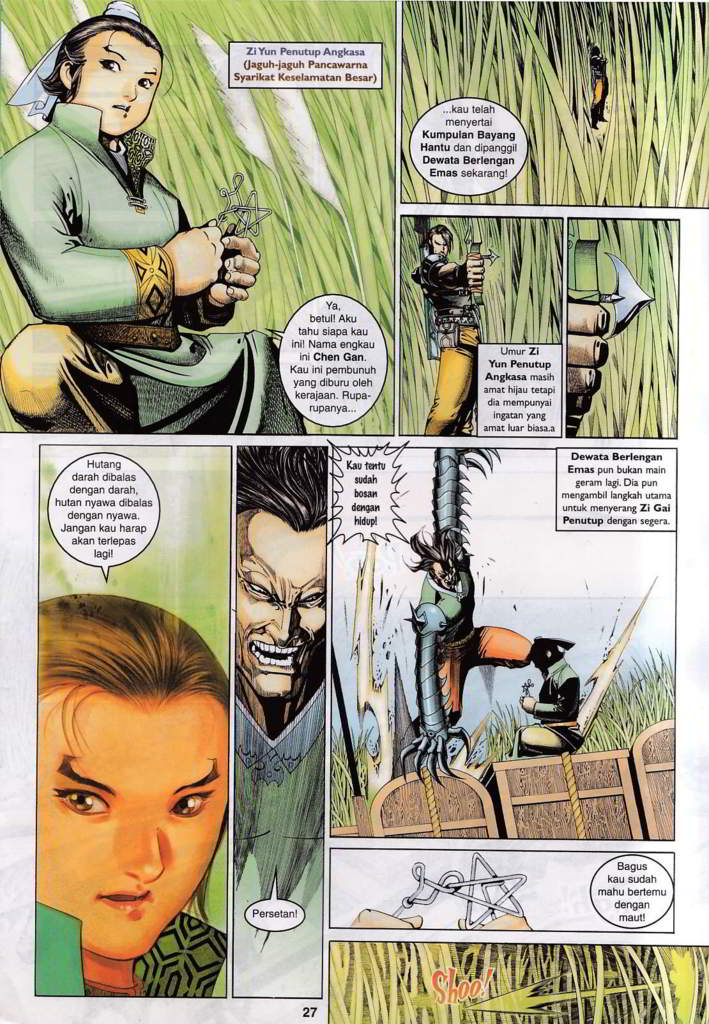 Zi Yun Penutup Angkasa
(Jaguh-jaguh Pancawarna
Syarikat Keselamatan Besar)
Ya,
betul! Aku
tahu siapa kau
ini! Nama engkau
ini Chen Gan.
Kau ini pembunuh
yang diburu oleh
kerajaan. Rupa-
rupanya...
...kau telah
menyertai
Kumpulan Bayang
Hantu dan dipanggil
Dewata Berlengan
Emas sekarang!
Umur Zi
Yun Penutup
Angkasa masih
amat hijau tetapi
dia mempunyai
ingatan yang
amat luar biasa.a
Hutang
darah dibalas
dengan darah,
hutan nyawa dibalas
dengan nyawa.
Jangan kau harap
akan terlepas
lagi!
Persetan!
Kau tentu
sudah
bosan
dengan
hidup!
Dewata Berlengan
Emas pun bukan main
geram lagi. Dia pun
mengambil langkah utama
untuk menyerang Zi Gai
Penutup dengan segera.
Bagus
kau sudah
mahu bertemu
dengan
maut!
Shoo!
27